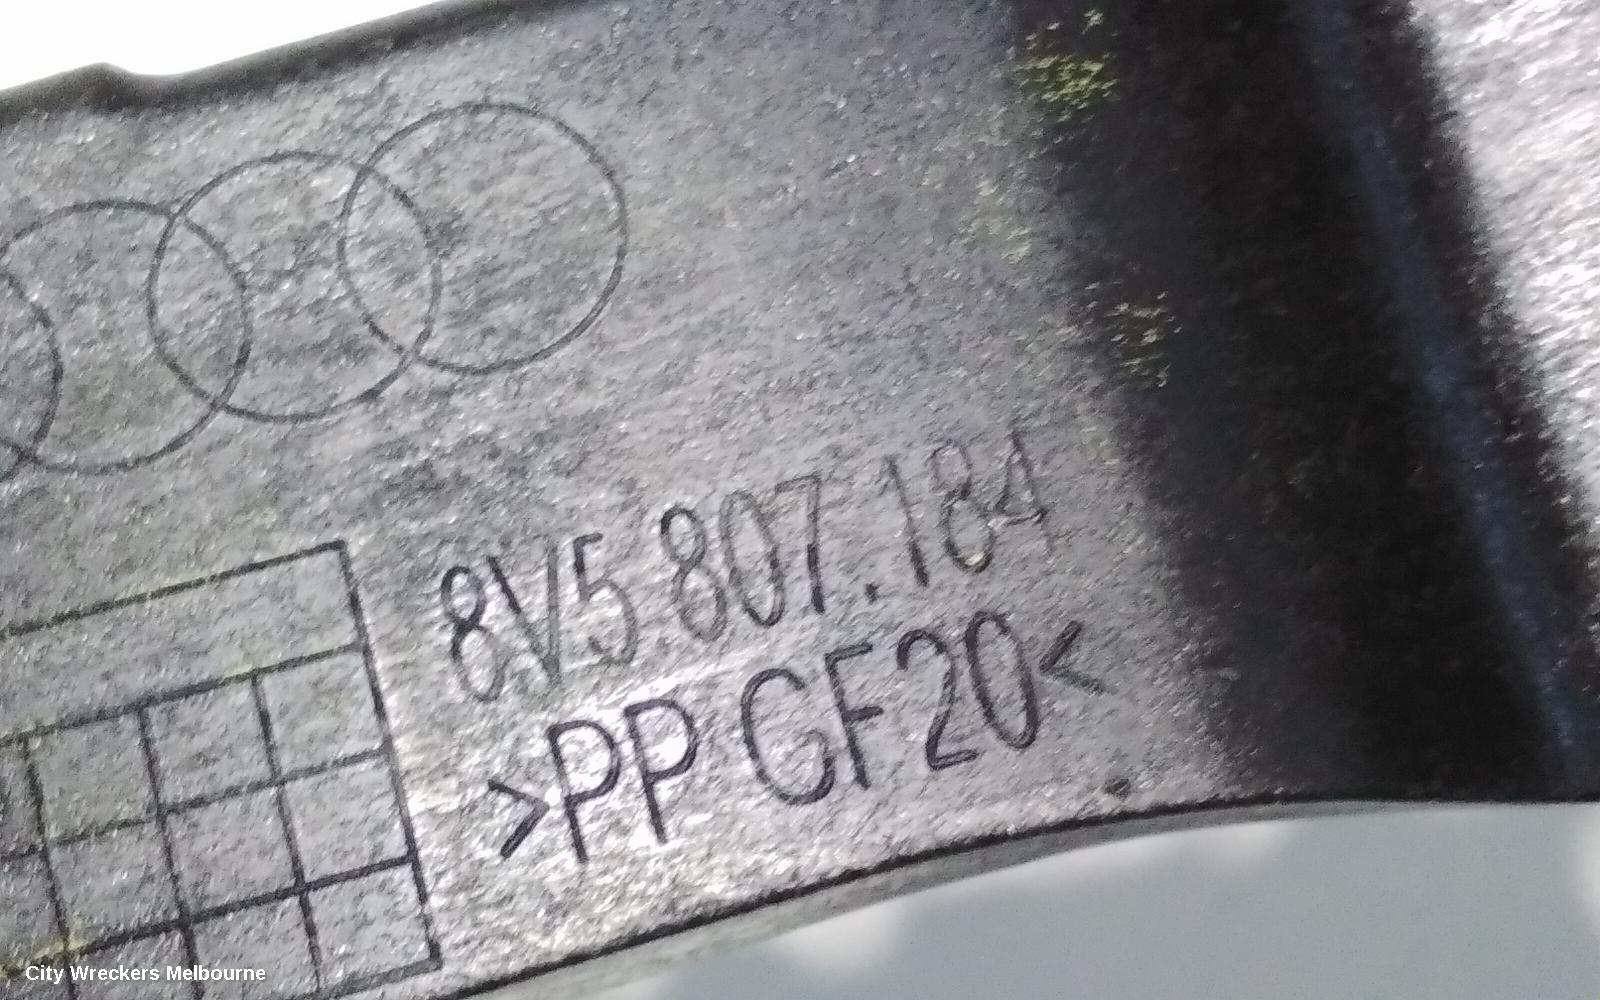 8V5 807.184
>PP GF20<
City Wreckers Melbourne